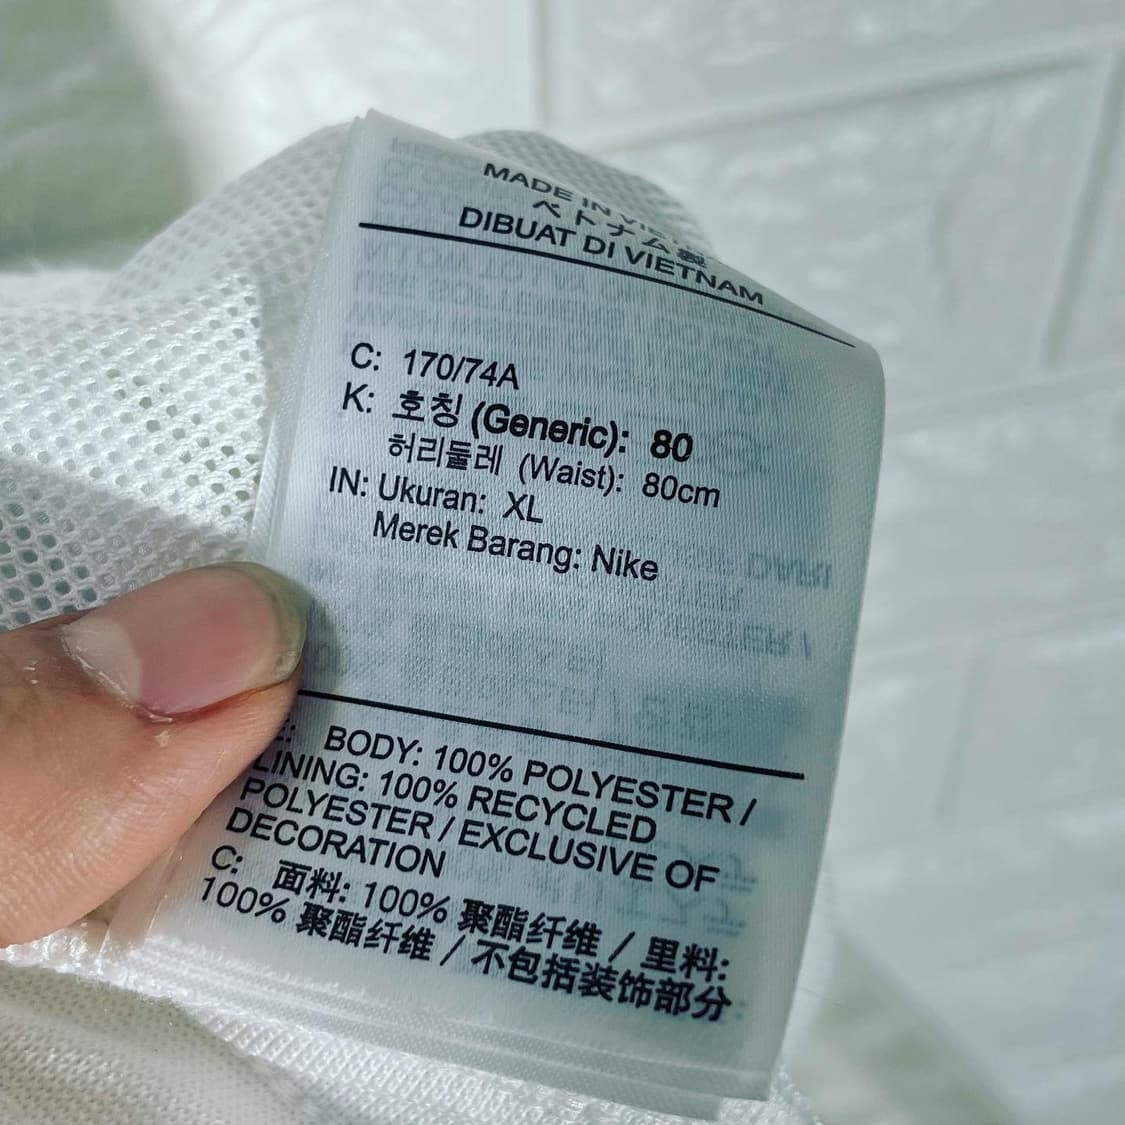 MADE IN VIETNAM
ベトナム製
DIBUAT DI VIETNAM
C: 170/74A
K: 호칭 (Generic): 80
허리둘레 (Waist): 80cm
IN: Ukuran: XL
Merek Barang: Nike
E: BODY: 100% POLYESTER /
LINING: 100% RECYCLED
POLYESTER / EXCLUSIVE OF
DECORATION
C: 面料: 100% 聚酯纤维 / 里料:
100% 聚酯纤维 / 不包括装饰部分